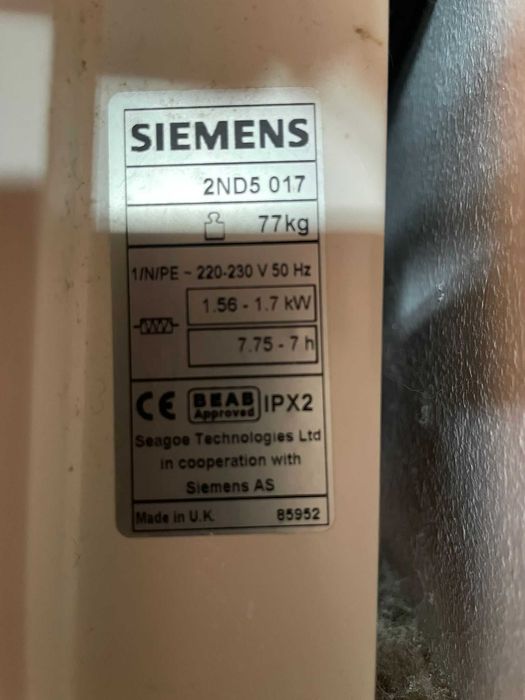 SIEMENS
2ND5 017
77kg
1/N/PE ~ 220-230 V 50 Hz
1.56 - 1.7 kW
7.75 - 7 h
CE BEAB Approved IPX2
Seagoe Technologies Ltd
in cooperation with
Siemens AS
Made in U.K. 85952